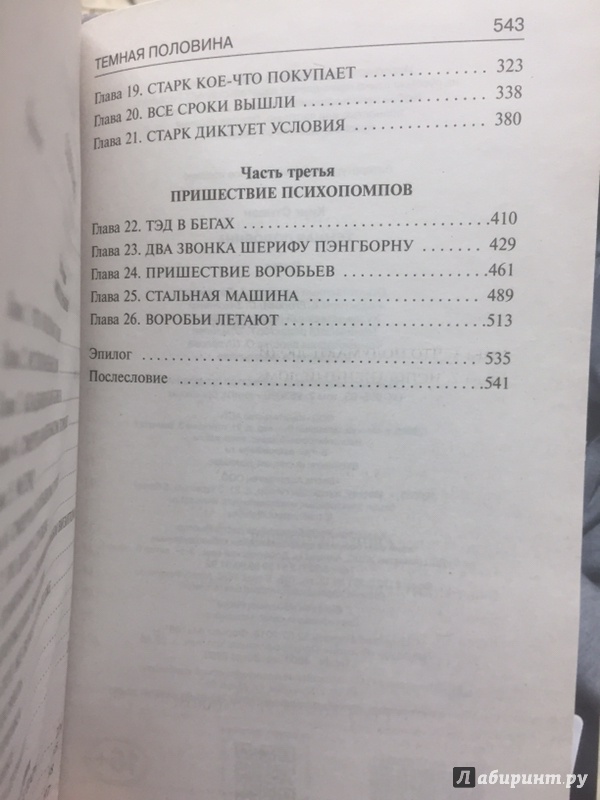 ТЕМНАЯ ПОЛОВИНА 543
Глава 19. СТАРК КОЕ-ЧТО ПОКУПАЕТ 323
Глава 20. ВСЕ СРОКИ ВЫШЛИ 338
Глава 21. СТАРК ДИКТУЕТ УСЛОВИЯ 380
Часть третья
ПРИШЕСТВИЕ ПСИХОПОМПОВ
Глава 22. ТЭД В БЕГАХ 410
Глава 23. ДВА ЗВОНКА ШЕРИФУ ПЭНГБОРНУ 429
Глава 24. ПРИШЕСТВИЕ ВОРОБЬЕВ 461
Глава 25. СТАЛЬНАЯ МАШИНА 489
Глава 26. ВОРОБЬИ ЛЕТАЮТ 513
Эпилог 535
Послесловие 541
Лабиринт.ру